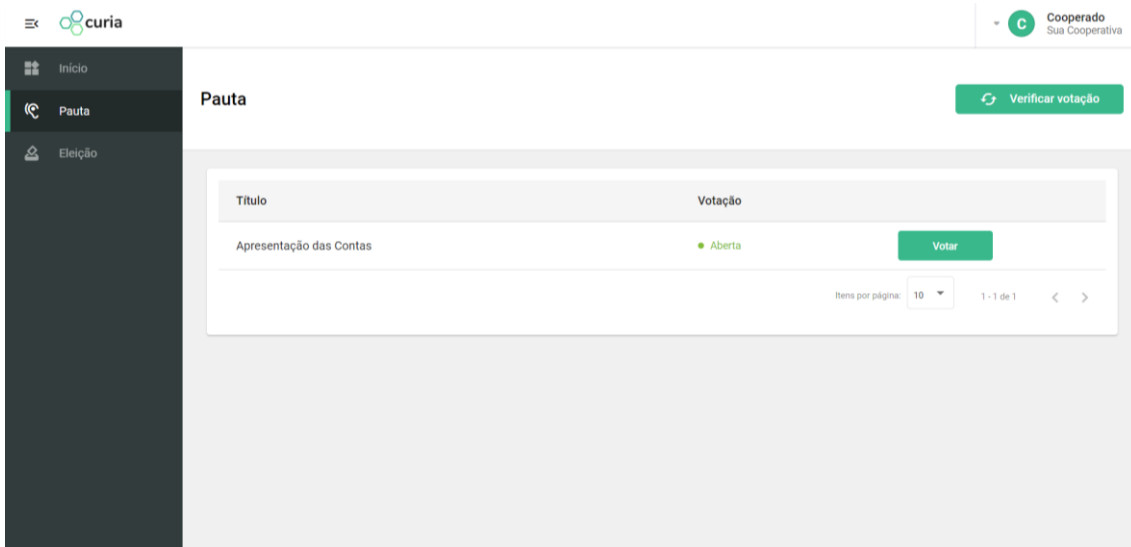 curia
C
Cooperado
Sua Cooperativa
Início
Pauta
Eleição
Pauta
Verificar votação
Título Votação
Apresentação das Contas Aberta Votar
Itens por página: 10 1 - 1 de 1